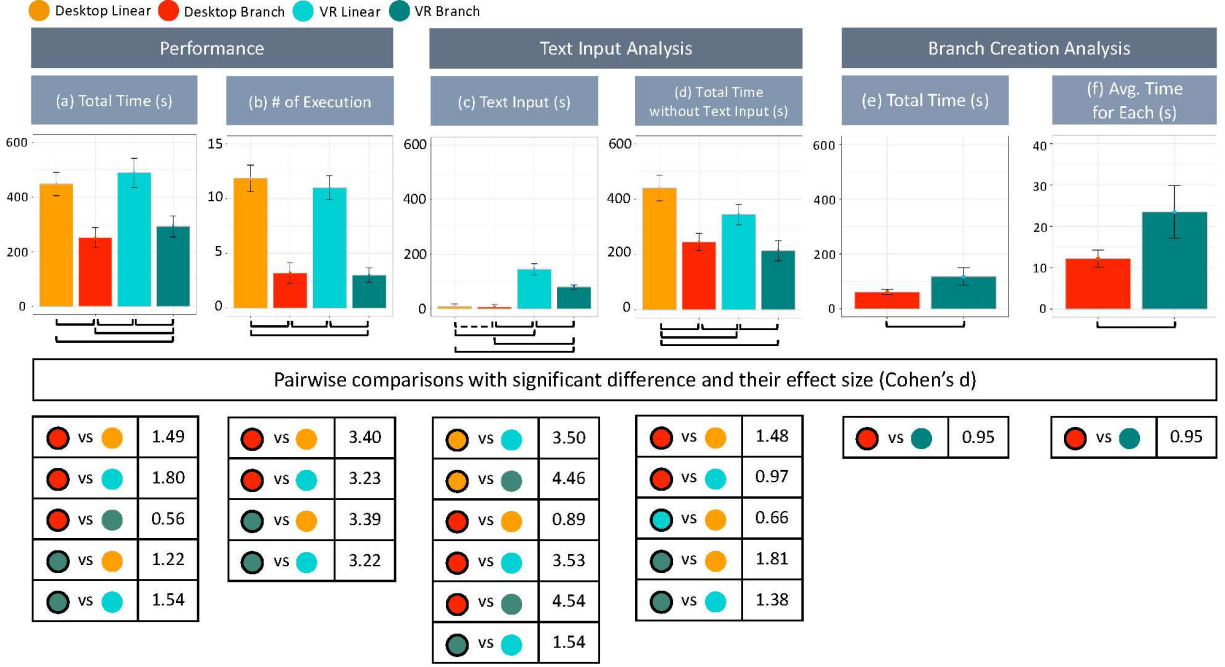 Desktop Linear Desktop Branch VR Linear VR Branch
Performance
Text Input Analysis
Branch Creation Analysis
(a) Total Time (s)
(b) # of Execution
(c) Text Input (s)
(d) Total Time
without Text Input (s)
(e) Total Time (s)
(f) Avg. Time
for Each (s)
600
400
200
0
15
10
5
0
600
400
200
0
600
400
200
0
600
400
200
0
40
30
20
10
0
Pairwise comparisons with significant difference and their effect size (Cohen's d)
vs 1.49
vs 1.80
vs 0.56
vs 1.22
vs 1.54
vs 3.40
vs 3.23
vs 3.39
vs 3.22
vs 3.50
vs 4.46
vs 0.89
vs 3.53
vs 4.54
vs 1.54
vs 1.48
vs 0.97
vs 0.66
vs 1.81
vs 1.38
vs 0.95
vs 0.95